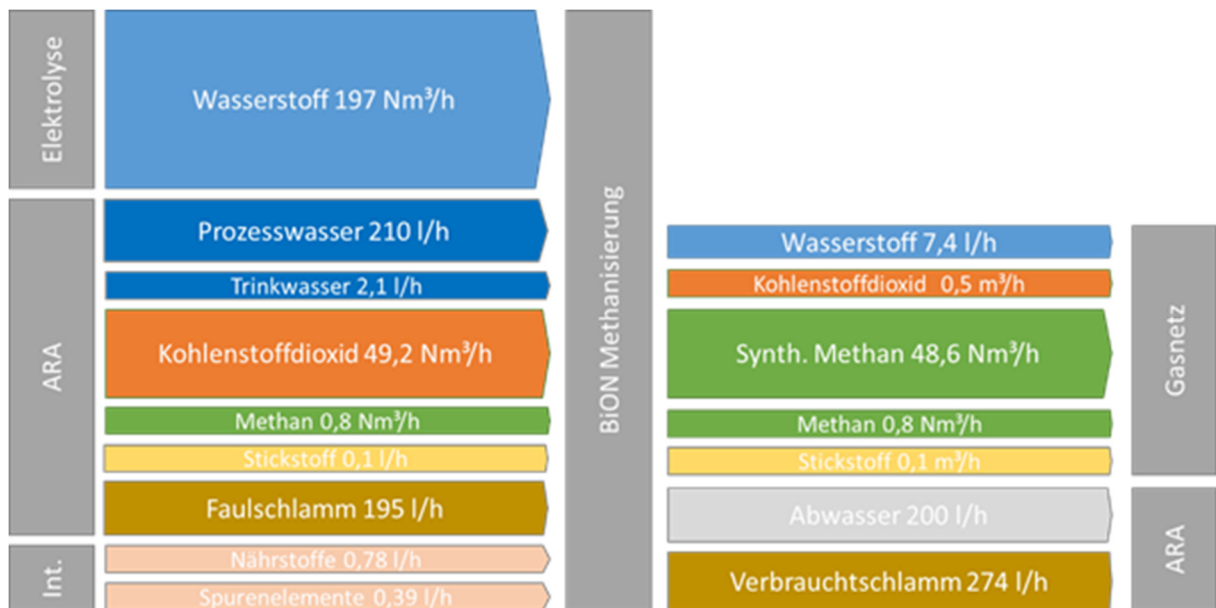 Elektrolyse
Wasserstoff 197 Nm³/h
ARA
Prozesswasser 210 l/h
Trinkwasser 2,1 l/h
Kohlenstoffdioxid 49,2 Nm³/h
Methan 0,8 Nm³/h
Stickstoff 0,1 l/h
Faulschlamm 195 l/h
Int.
Nährstoffe 0,78 l/h
Spurenelemente 0,39 l/h
BiON Methanisierung
Wasserstoff 7,4 l/h
Kohlenstoffdioxid 0,5 m³/h
Synth. Methan 48,6 Nm³/h
Methan 0,8 Nm³/h
Stickstoff 0,1 m³/h
Gasnetz
Abwasser 200 l/h
Verbrauchtschlamm 274 l/h
ARA